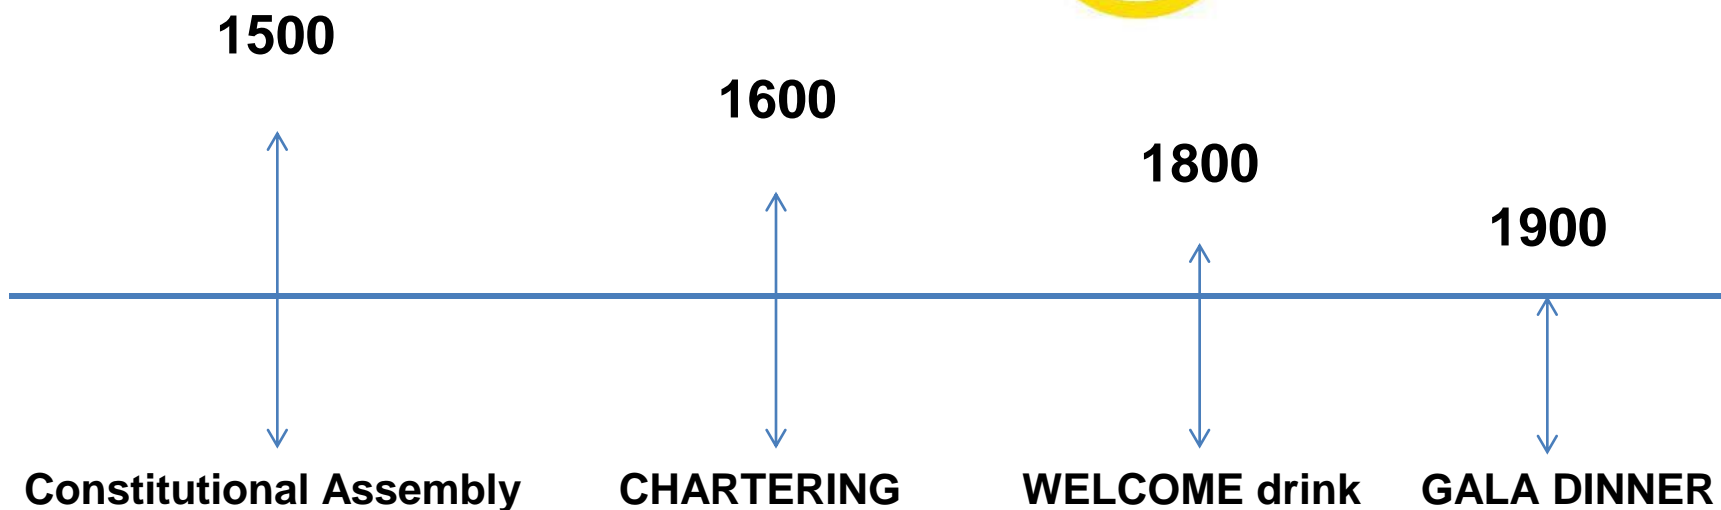 1500
1600
1800
1900
Constitutional Assembly
CHARTERING
WELCOME drink
GALA DINNER